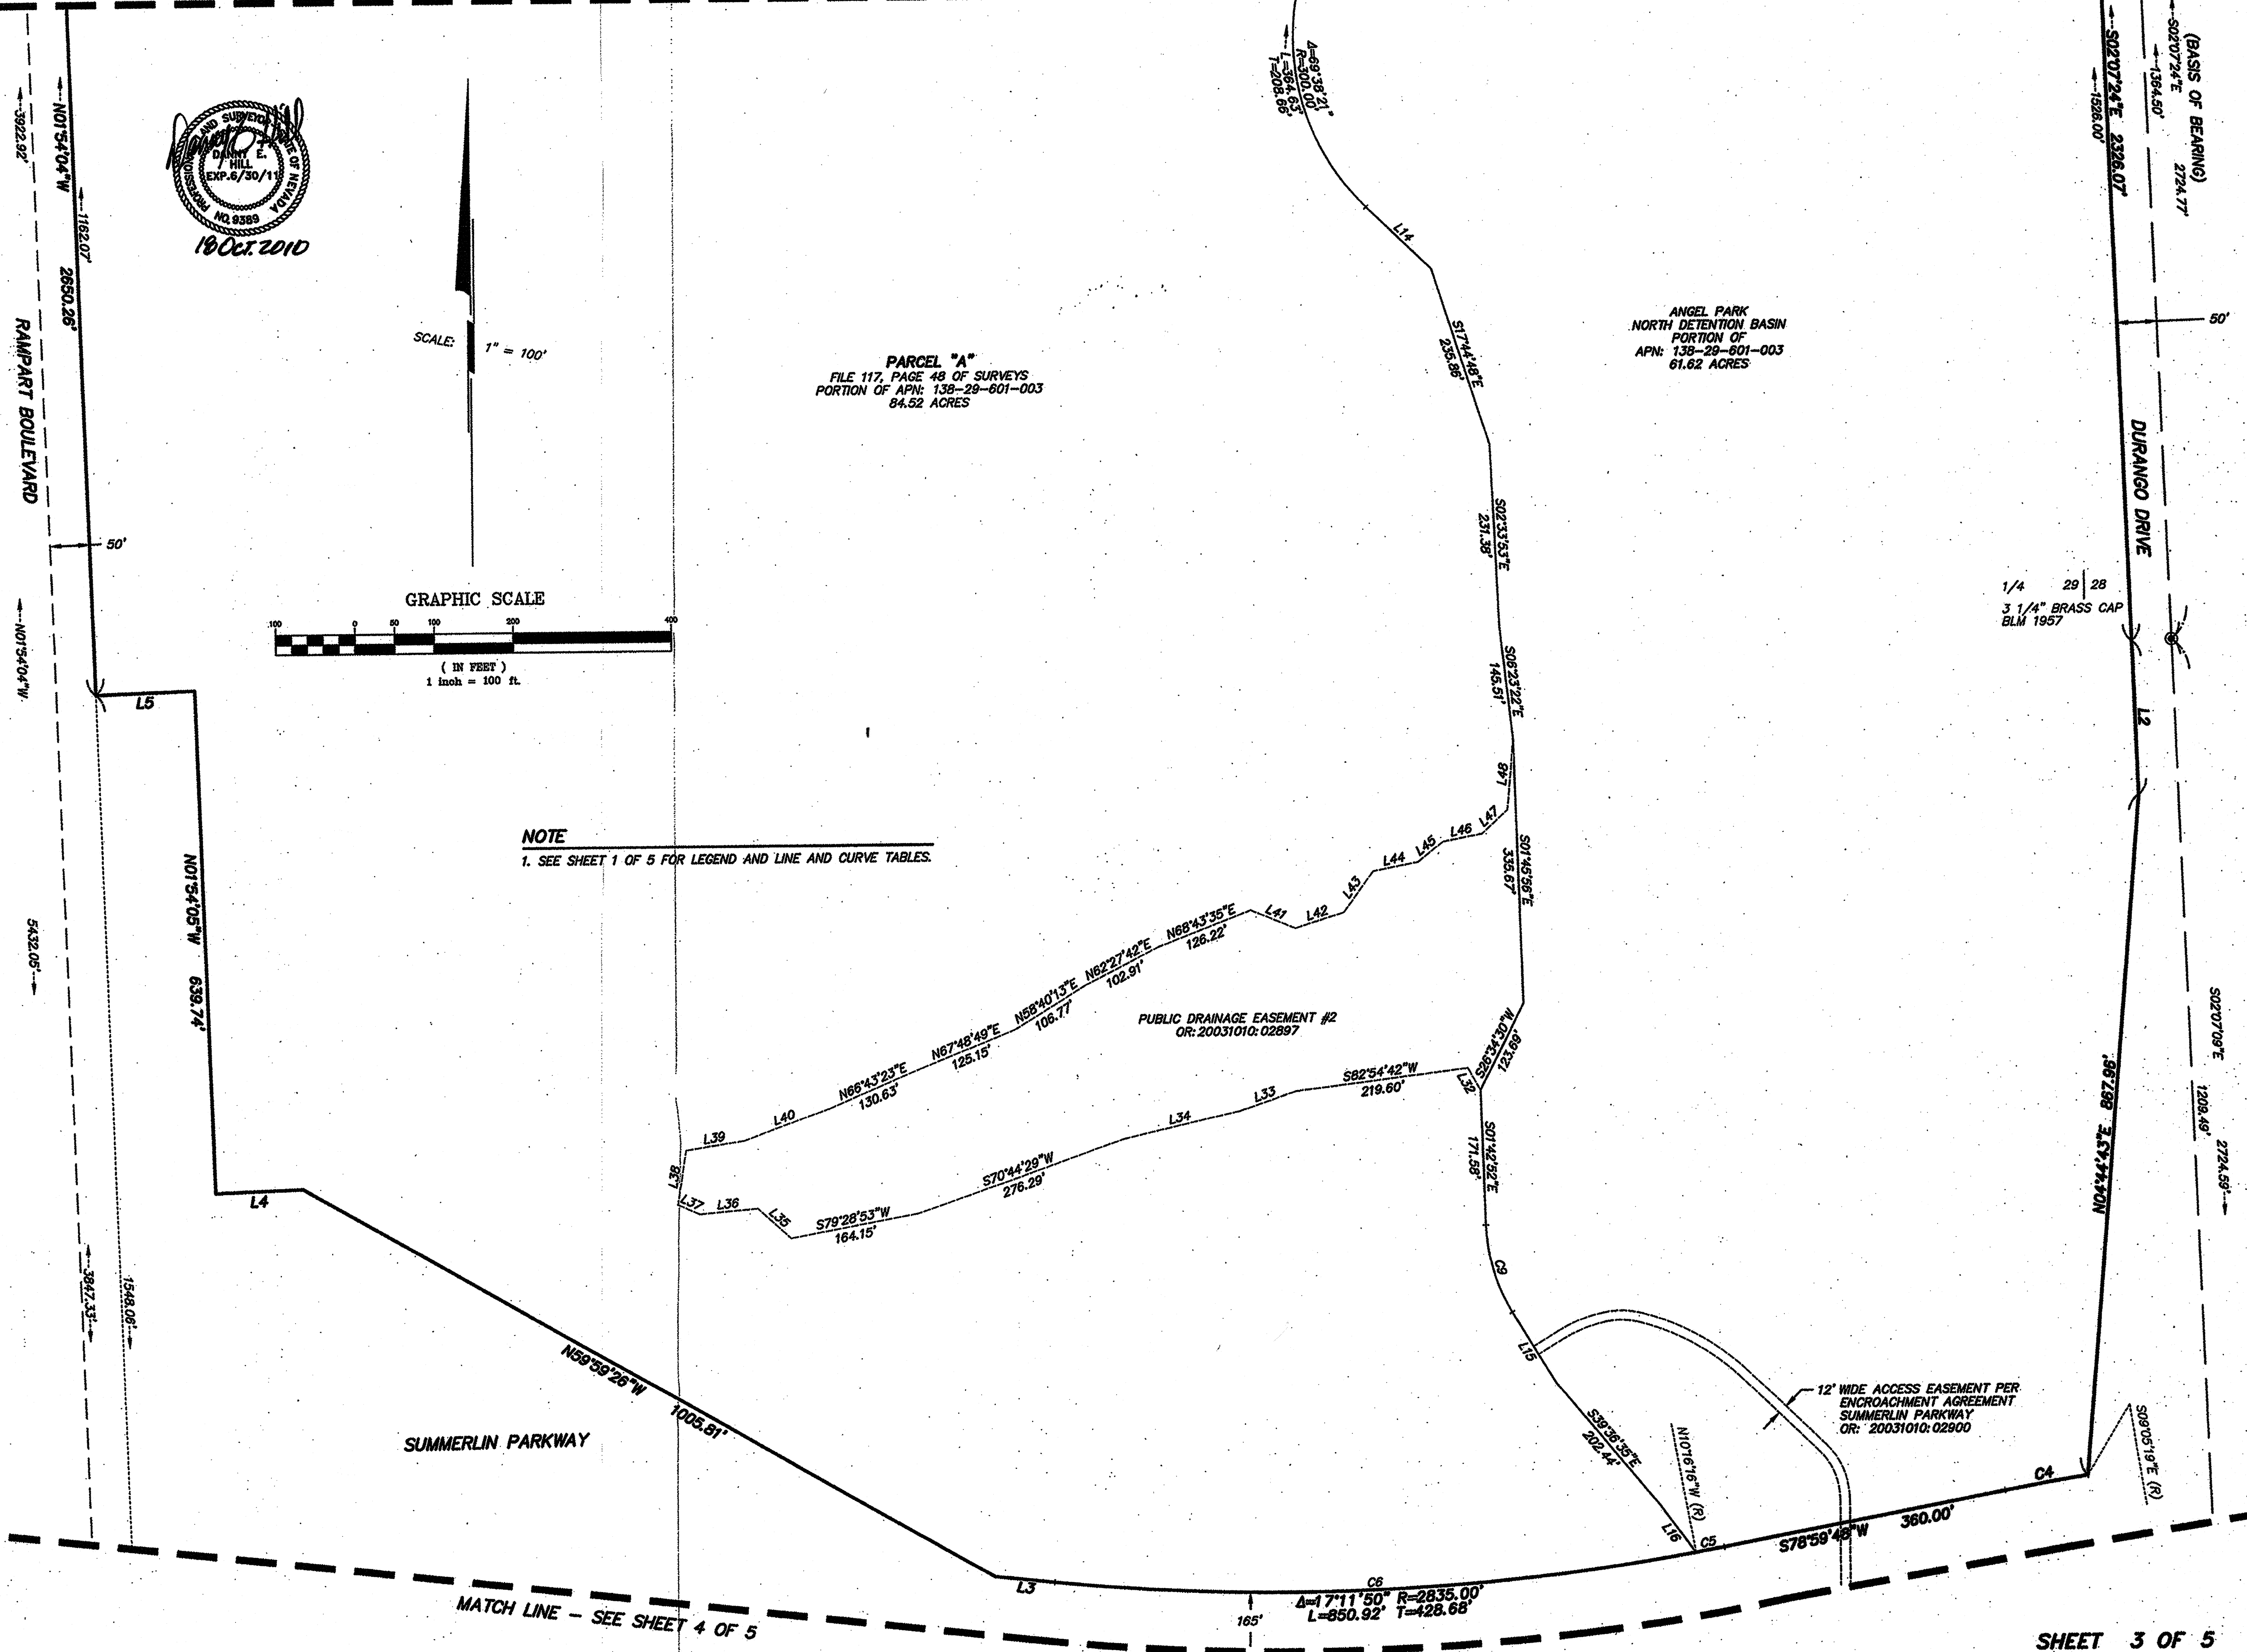 (BASIS OF BEARING)
S02°07'24"E 2724.77'
1364.50'
S02°07'24"E 2326.07'
1526.00'
Δ=69°38'21"
R=300.00'
L=364.63'
T=208.66'
3922.92'
N01°54'04"W
1162.07'
2650.26'
RAMPART BOULEVARD
PROFESSIONAL LAND SURVEYOR STATE OF NEVADA
DANNY E.
HILL
EXP.6/30/11
NO. 9389
18 Oct. 2010
SCALE: 1" = 100'
L14
PARCEL "A"
FILE 117, PAGE 48 OF SURVEYS
PORTION OF APN: 138-29-601-003
84.52 ACRES
ANGEL PARK
NORTH DETENTION BASIN
PORTION OF
APN: 138-29-601-003
61.62 ACRES
50'
S17°44'48"E
235.86'
DURANGO DRIVE
S02°33'53"E
231.38'
50'
N01°54'04"W
GRAPHIC SCALE
100 0 50 100 200 400
( IN FEET )
1 inch = 100 ft.
1/4 29 28
3 1/4" BRASS CAP
BLM 1957
S06°23'22"E
145.51'
L5
L2
L48
L47
L46
L45
L44
L43
L42
L41
S01°46'56"E
335.67'
NOTE
1. SEE SHEET 1 OF 5 FOR LEGEND AND LINE AND CURVE TABLES.
N01°54'05"W 639.74'
5432.05'
N68°43'35"E
126.22'
N62°27'42"E
102.91'
N58°40'13"E
106.77'
N67°48'49"E
125.15'
N66°43'23"E
130.63'
L40
L39
L38
L37
L36
L35
PUBLIC DRAINAGE EASEMENT #2
OR: 20031010: 02897
S26°34'30"W
123.69'
L32
S82°54'42"W
219.60'
L33
L34
S70°44'29"W
276.29'
S79°28'53"W
164.15'
S02°07'09"E 2724.59'
1209.49'
N04°44'43"E 867.96'
S01°42'52"E
171.58'
L4
3847.33'
1548.06'
C9
L15
N59°59'26"W
1005.81'
SUMMERLIN PARKWAY
12' WIDE ACCESS EASEMENT PER
ENCROACHMENT AGREEMENT
SUMMERLIN PARKWAY
OR: 20031010: 02900
S39°36'35"E
202.44'
N10°16'16"W (R)
S09°05'19"E (R)
C4
L16
C5
S78°59'48"W 360.00'
L3
C6
Δ=17°11'50" R=2835.00'
L=850.92' T=428.68'
165'
MATCH LINE - SEE SHEET 4 OF 5
SHEET 3 OF 5